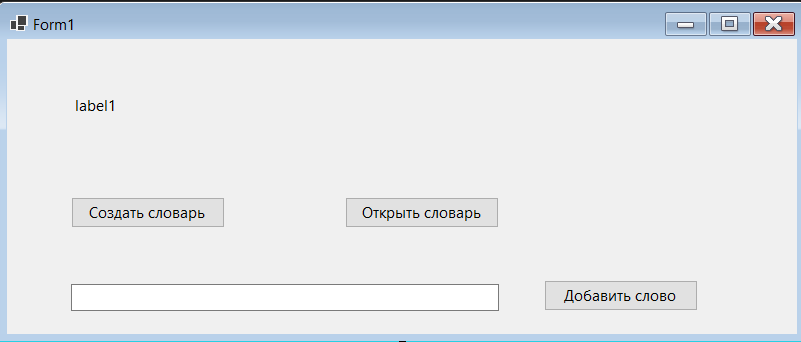 Form1
label1
Создать словарь
Открыть словарь
Добавить слово